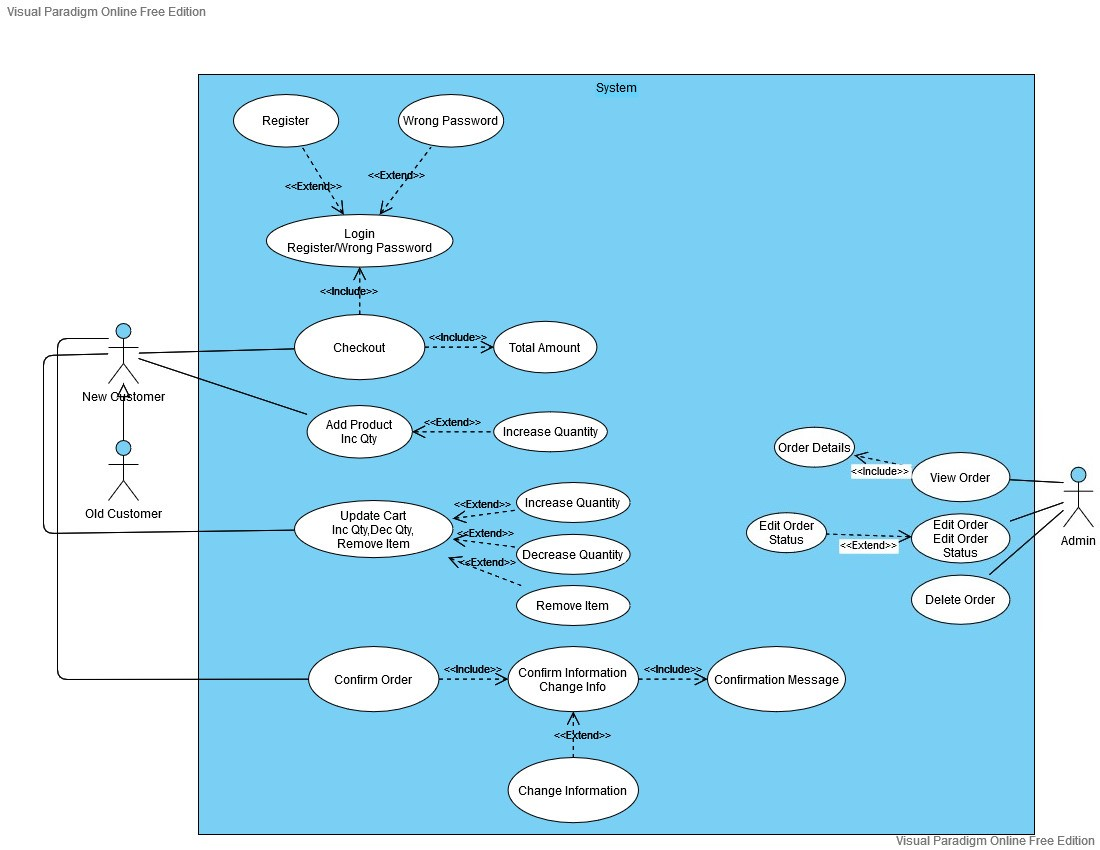 Visual Paradigm Online Free Edition
System
Register
Wrong Password
<<Extend>>
<<Extend>>
Login
Register/Wrong Password
<<Include>>
Checkout
<<Include>>
Total Amount
New Customer
Add Product
Inc Qty
<<Extend>>
Increase Quantity
Old Customer
Update Cart
Inc Qty,Dec Qty,
Remove Item
<<Extend>>
Increase Quantity
<<Extend>>
Decrease Quantity
<<Extend>>
Remove Item
Order Details
<<Include>>
View Order
Edit Order
Status
<<Extend>>
Edit Order
Edit Order
Status
Admin
Delete Order
Confirm Order
<<Include>>
Confirm Information
Change Info
<<Include>>
Confirmation Message
<<Extend>>
Change Information
Visual Paradigm Online Free Edition